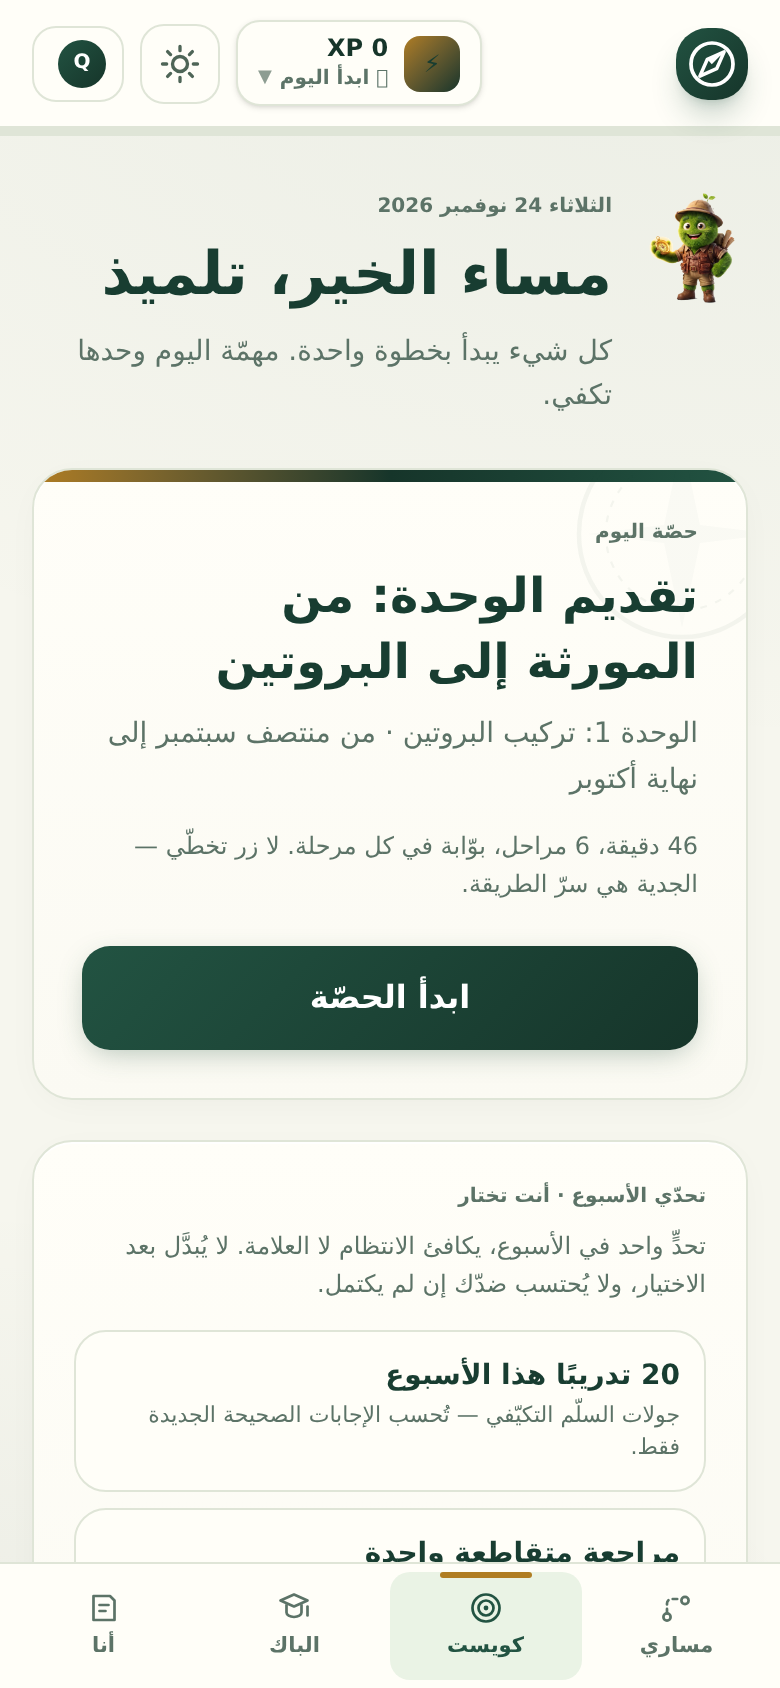 XP 0
ابدأ اليوم ▼
Q
الثلاثاء 24 نوفمبر 2026
مساء الخير، تلميذ
كل شيء يبدأ بخطوة واحدة. مهمّة اليوم وحدها
تكفي.
حصّة اليوم
تقديم الوحدة: من
المورثة إلى البروتين
الوحدة 1: تركيب البروتين · من منتصف سبتمبر إلى
نهاية أكتوبر
46 دقيقة، 6 مراحل، بوّابة في كل مرحلة. لا زر تخطّي —
الجدية هي سرّ الطريقة.
ابدأ الحصّة
تحدّي الأسبوع · أنت تختار
تحدٍّ واحد في الأسبوع، يكافئ الانتظام لا العلامة. لا يُبدَّل بعد
الاختيار، ولا يُحتسب ضدّك إن لم يكتمل.
20 تدريبًا هذا الأسبوع
جولات السلّم التكيّفي — تُحسب الإجابات الصحيحة الجديدة
فقط.
مراجعة متقاطعة واحدة
مساري
كويست
الباك
أنا